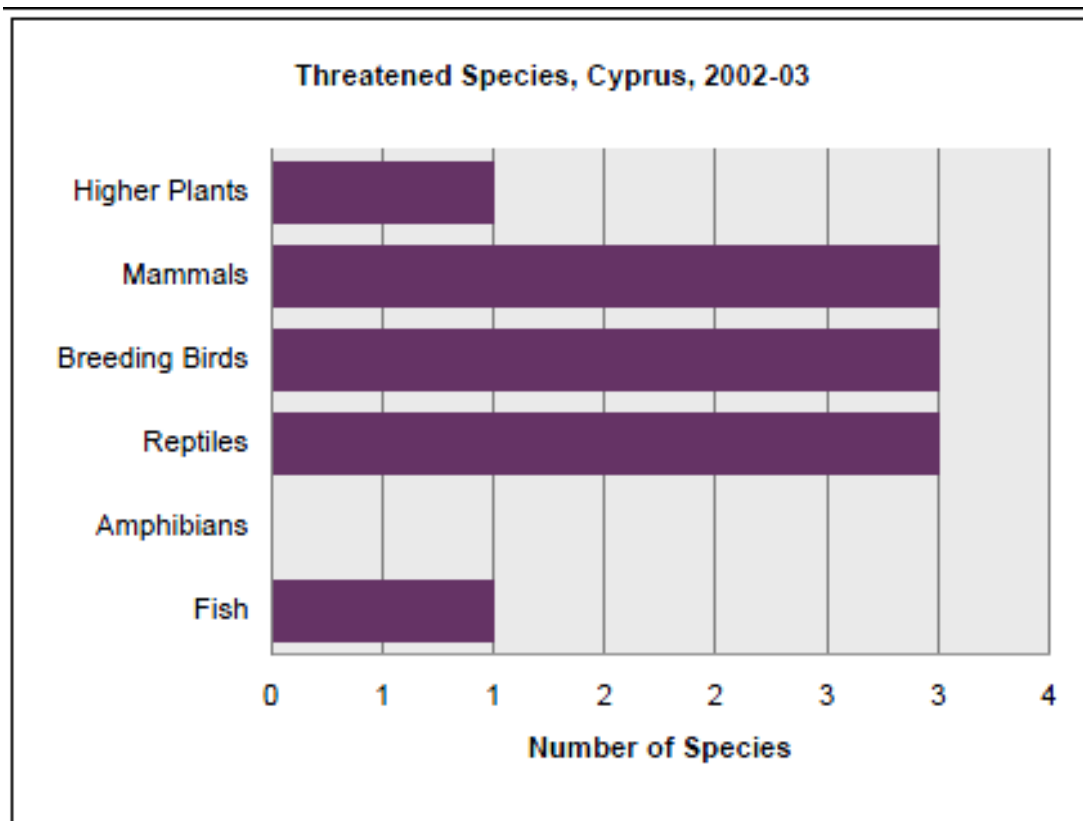 Threatened Species, Cyprus, 2002-03
Higher Plants
Mammals
Breeding Birds
Reptiles
Amphibians
Fish
0 1 1 2 2 3 3 4
Number of Species